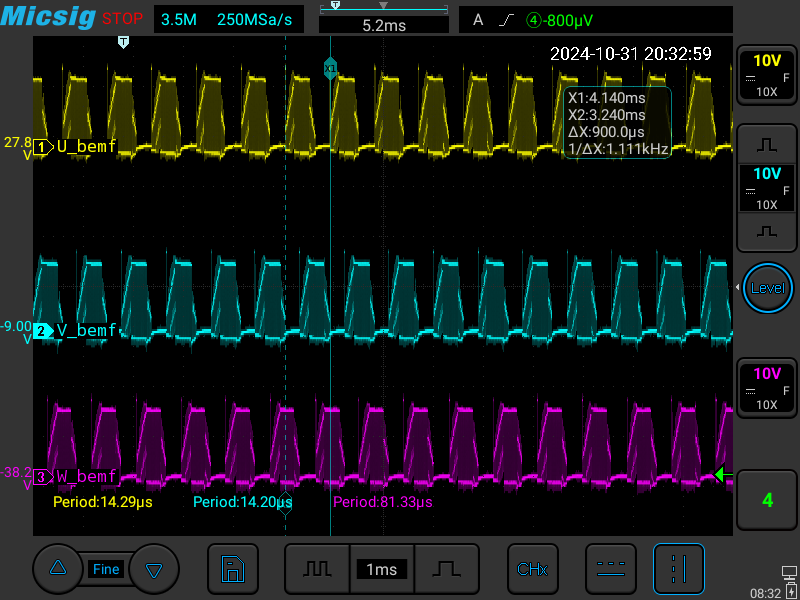 Micsig STOP 3.5M 250MSa/s T 5.2ms A ④-800μV
T 2024-10-31 20:32:59
10V
F
10X
X1
X1:4.140ms
X2:3.240ms
ΔX:900.0μs
1/ΔX:1.111kHz
27.8
V
1 U_bemf
10V
F
10X
Level
-9.00
V
2 V_bemf
10V
F
10X
-38.2
V
3 W_bemf
Period:14.29μs Period:14.20μs Period:81.33μs
4
Fine 1ms CHx
08:32